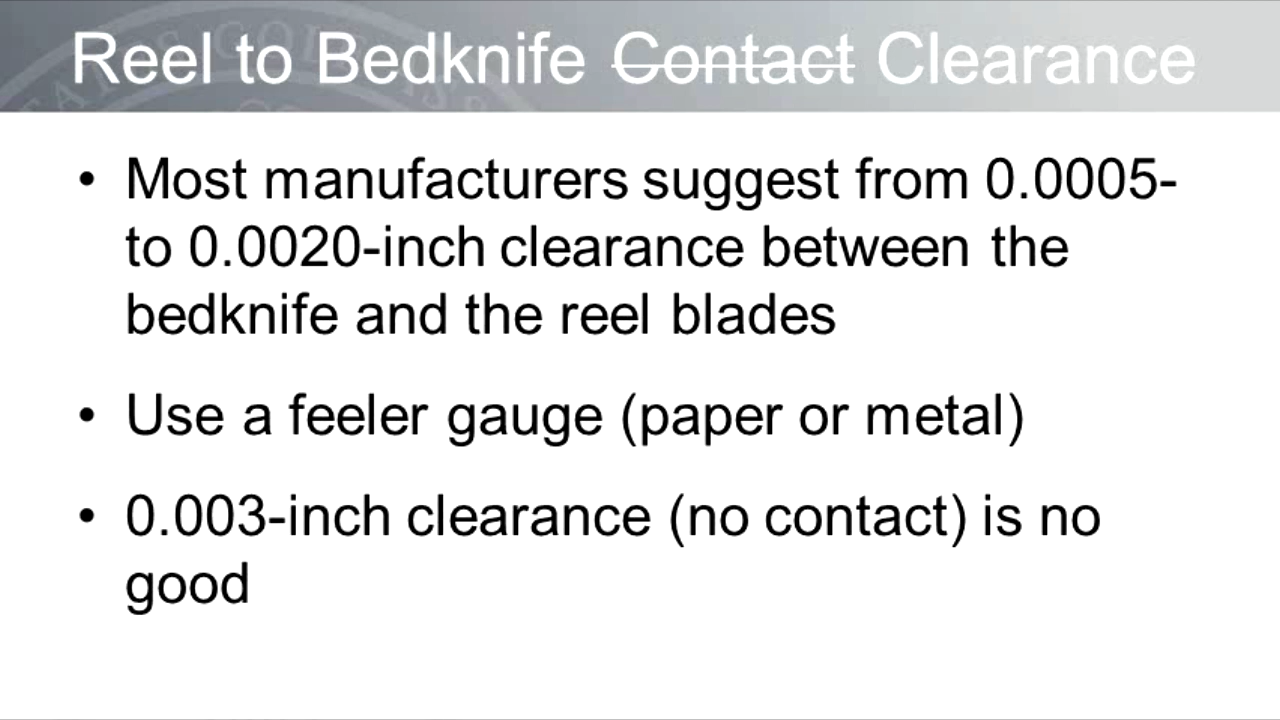 Reel to Bedknife Contact Clearance
• Most manufacturers suggest from 0.0005-
to 0.0020-inch clearance between the
bedknife and the reel blades
• Use a feeler gauge (paper or metal)
• 0.003-inch clearance (no contact) is no
good